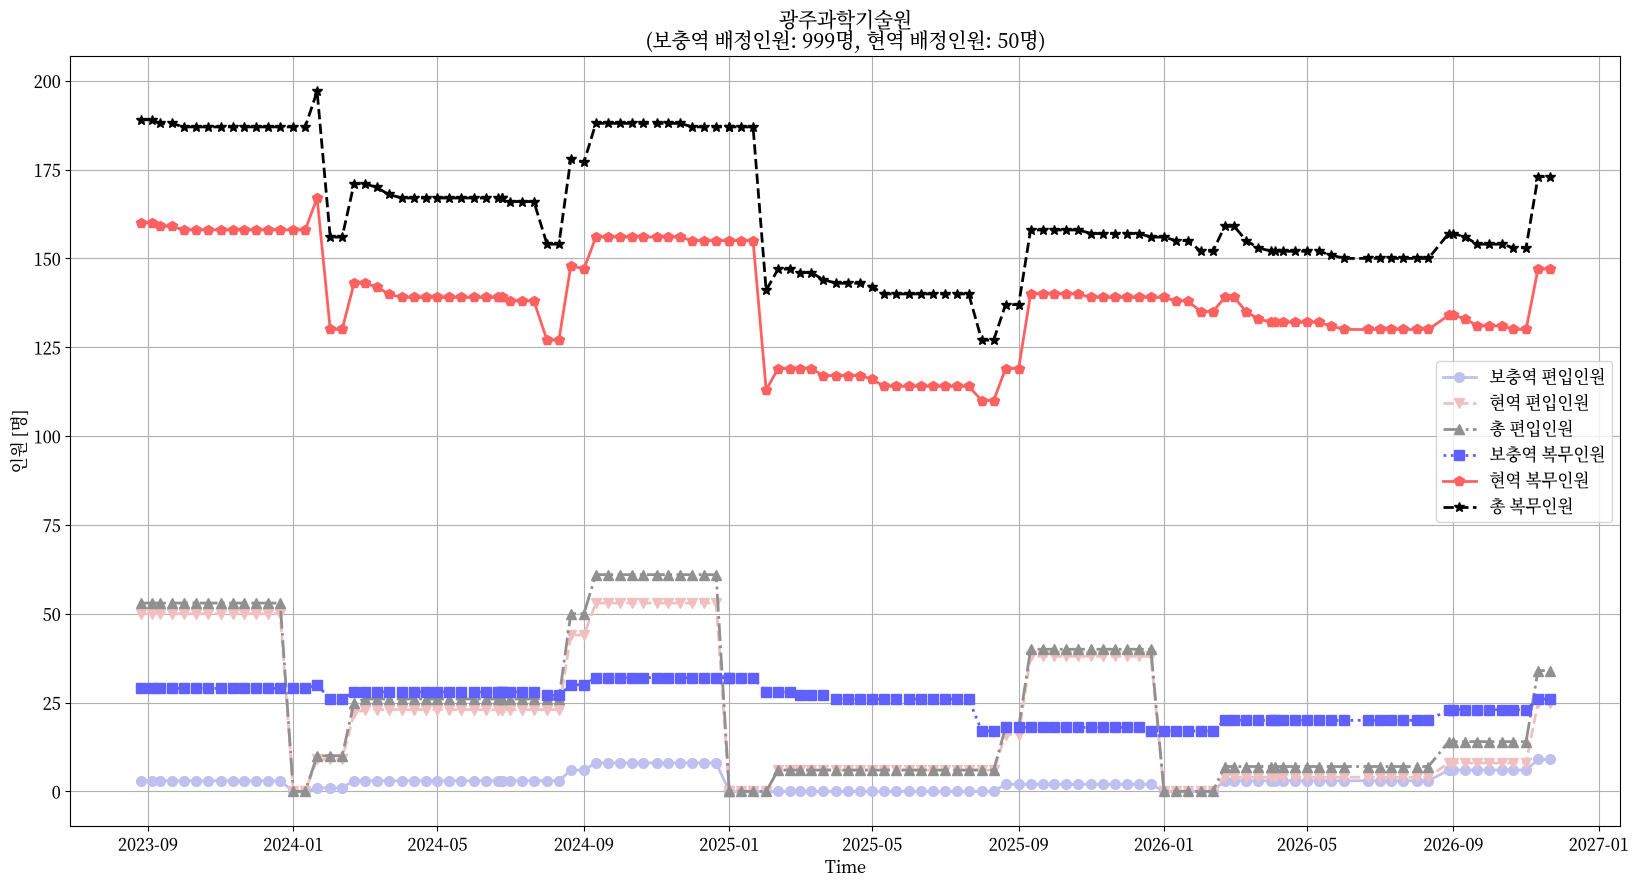 광주과학기술원
(보충역 배정인원: 999명, 현역 배정인원: 50명)
인원 [명]
200
175
150
125
100
75
50
25
0
보충역 편입인원
현역 편입인원
총 편입인원
보충역 복무인원
현역 복무인원
총 복무인원
2023-09
2024-01
2024-05
2024-09
2025-01
2025-05
2025-09
2026-01
2026-05
2026-09
2027-01
Time